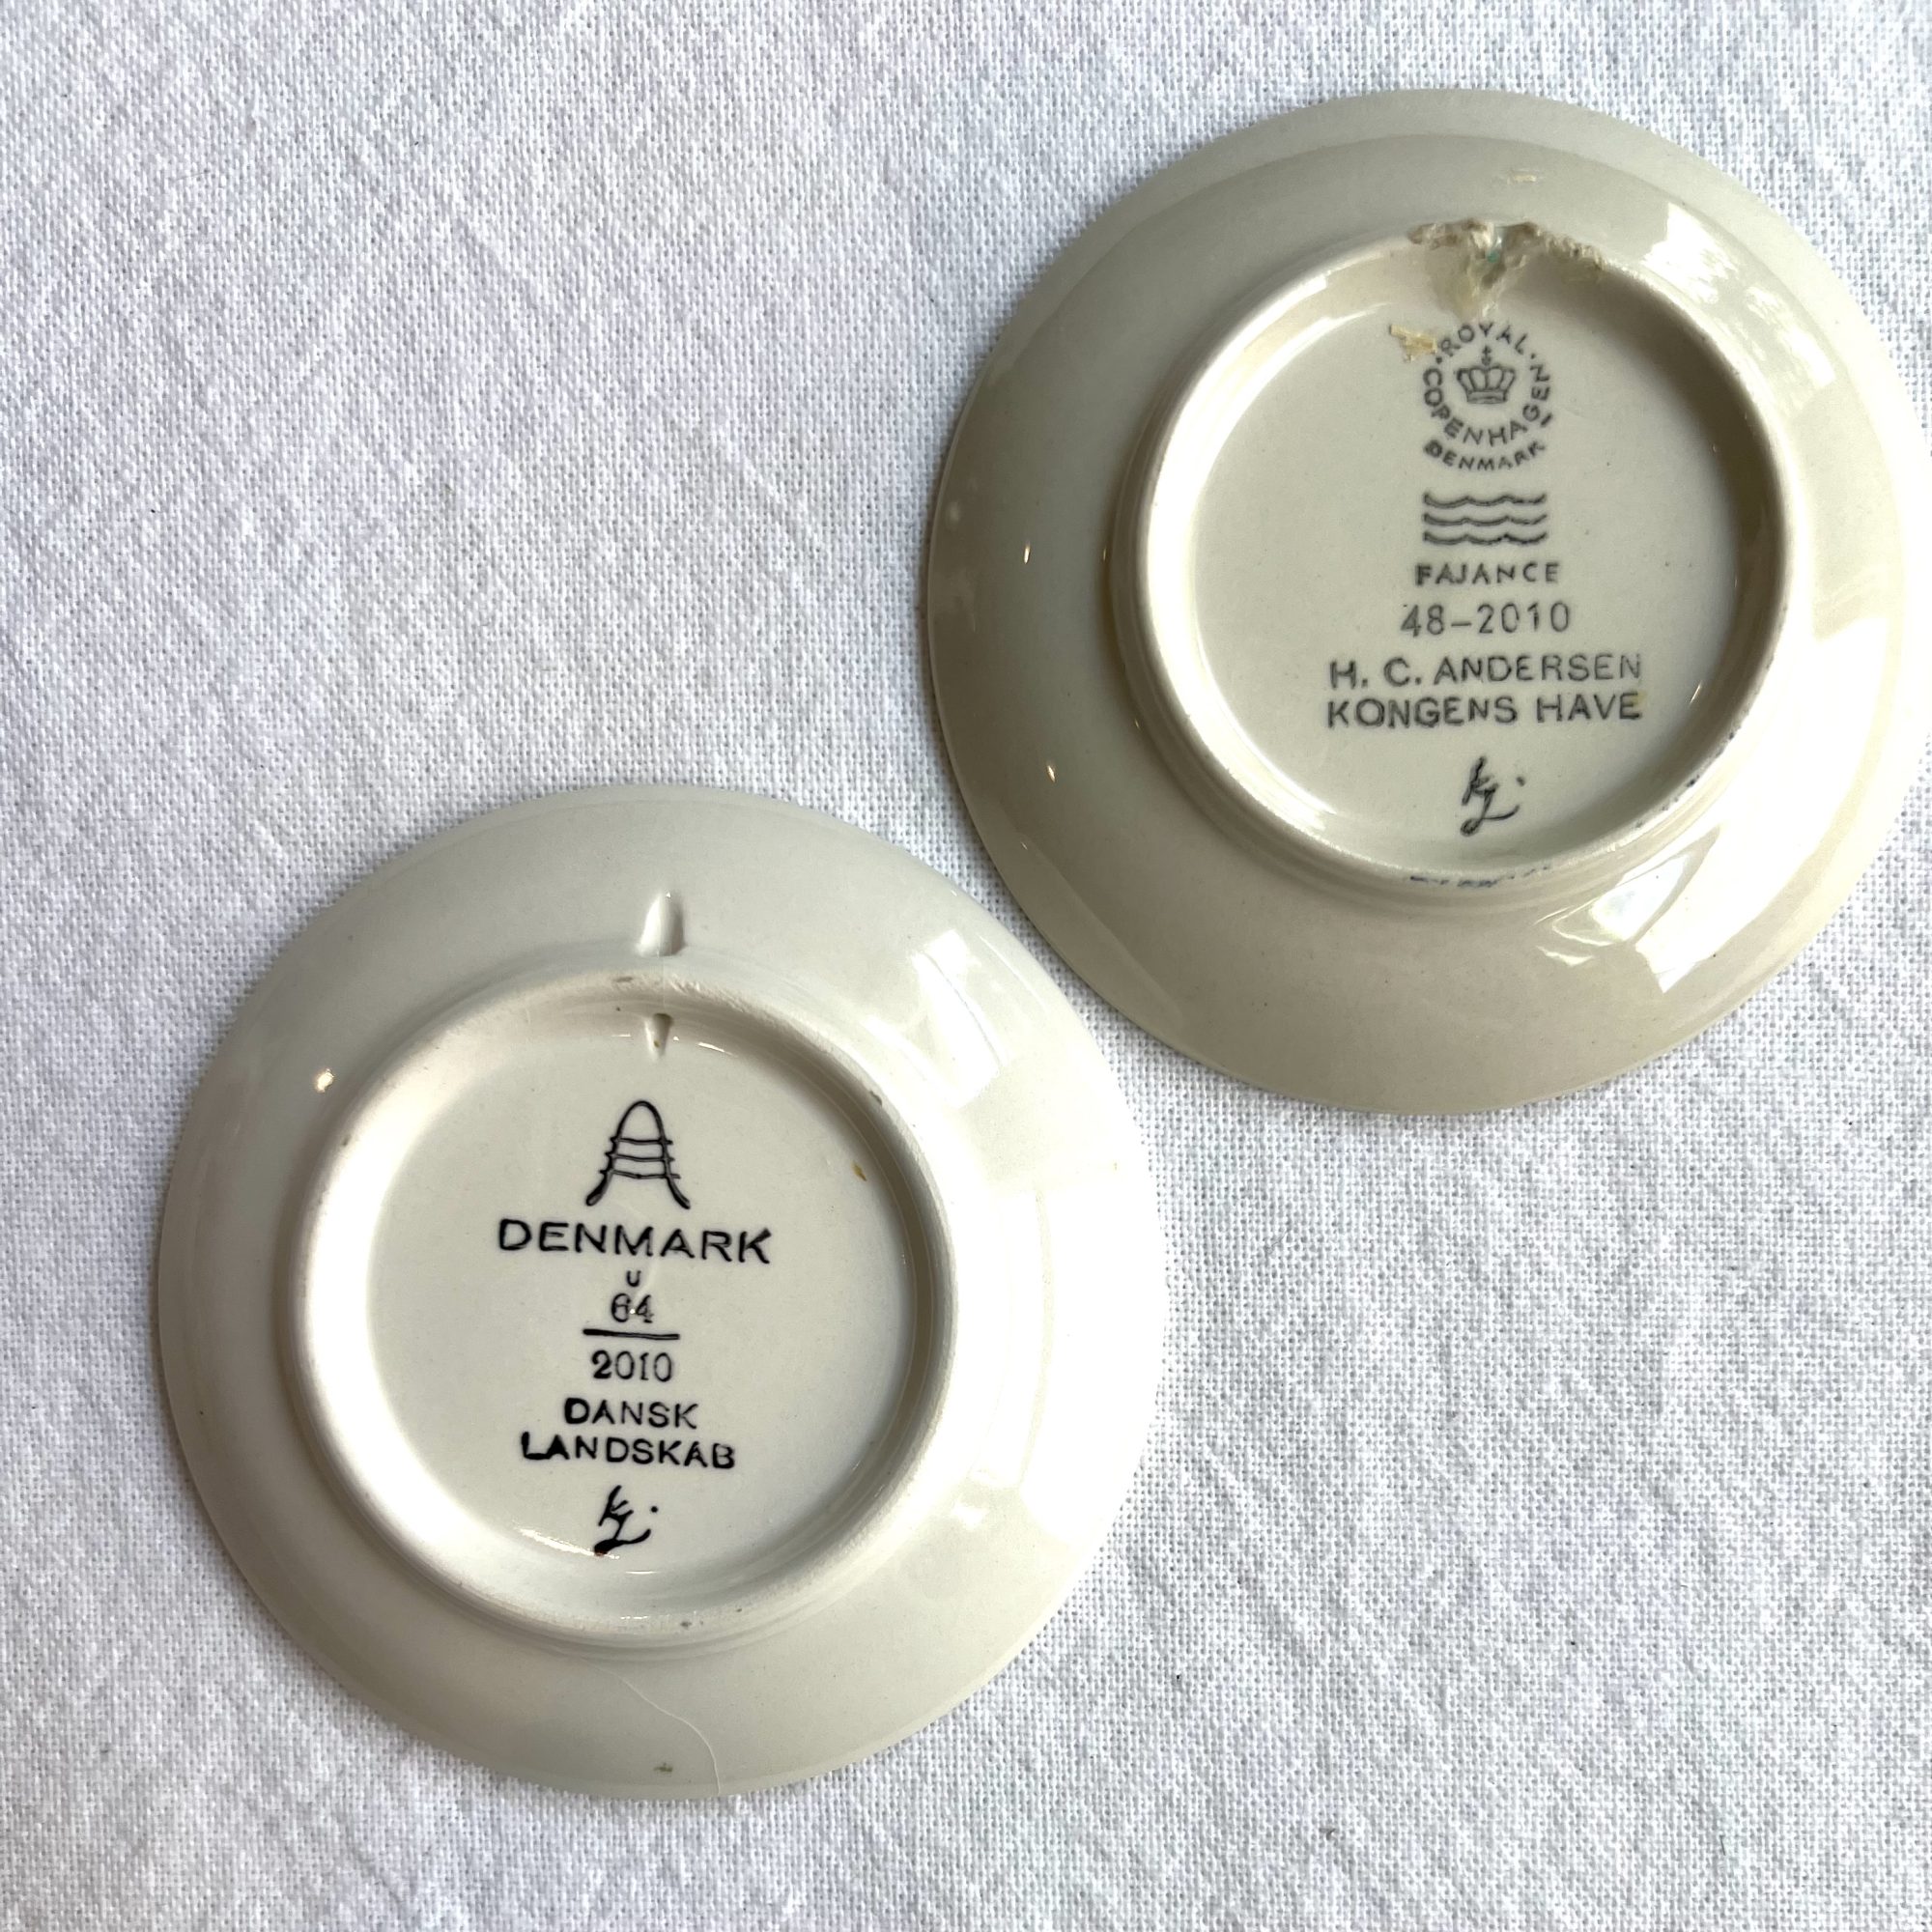 ROYAL
COPENHAGEN
DENMARK
FAJANCE
48-2010
H. C. ANDERSEN
KONGENS HAVE
DENMARK
U
64
2010
DANSK
LANDSKAB